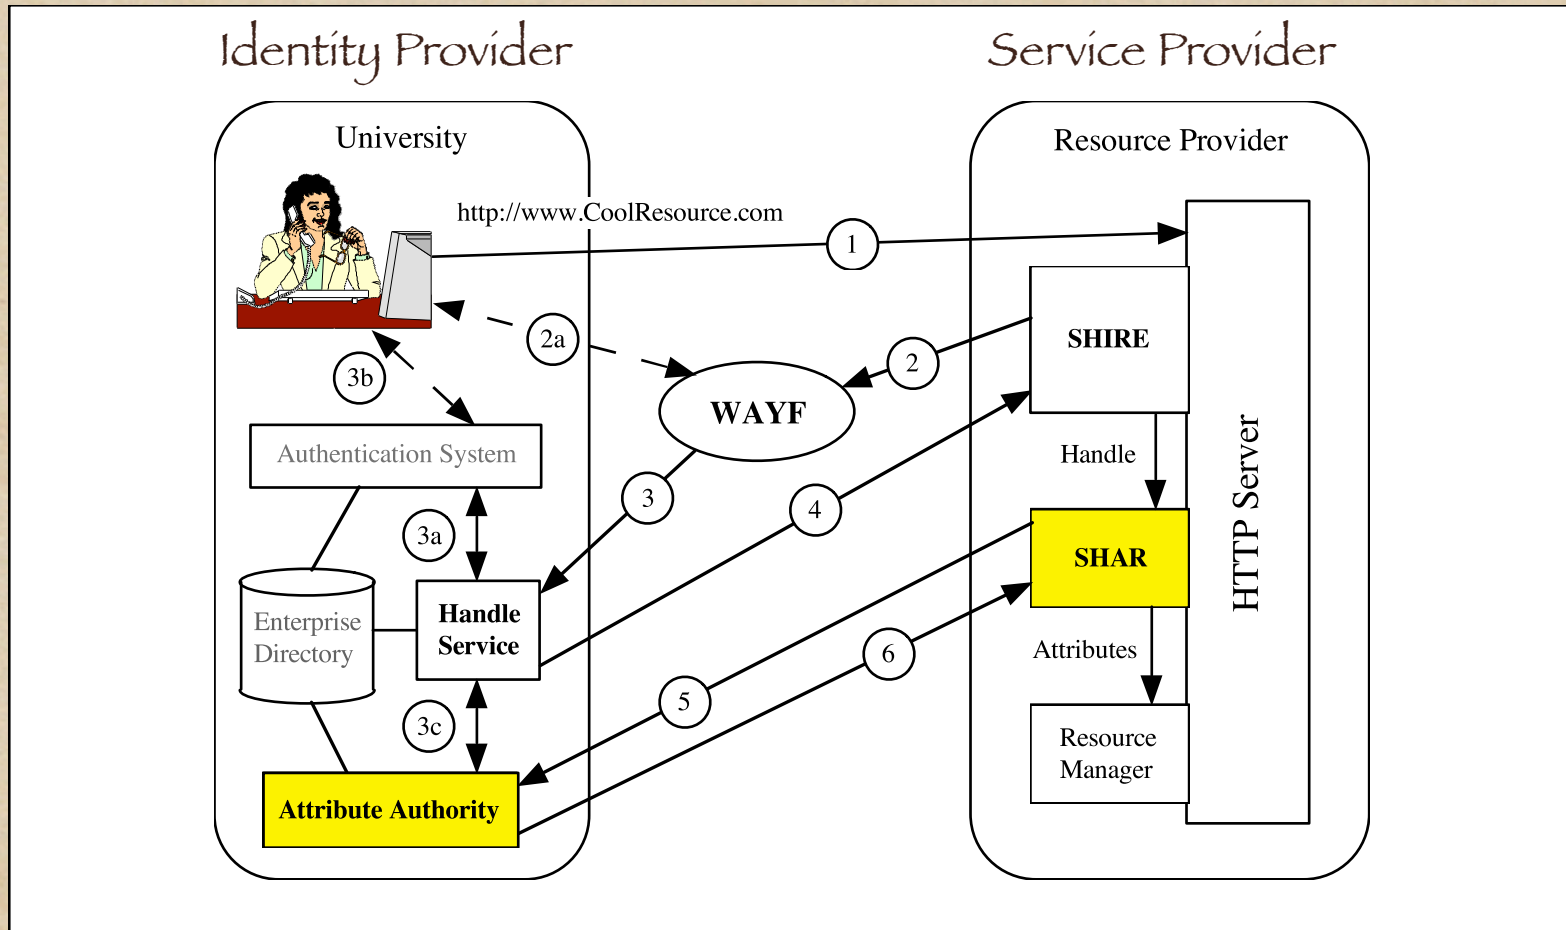 Identity Provider
Service Provider
University
Resource Provider
http://www.CoolResource.com
1
SHIRE
2a
2
3b
WAYF
Authentication System
Handle
3
4
3a
SHAR
HTTP Server
Handle
Service
Enterprise
Directory
Attributes
6
5
3c
Resource
Manager
Attribute Authority